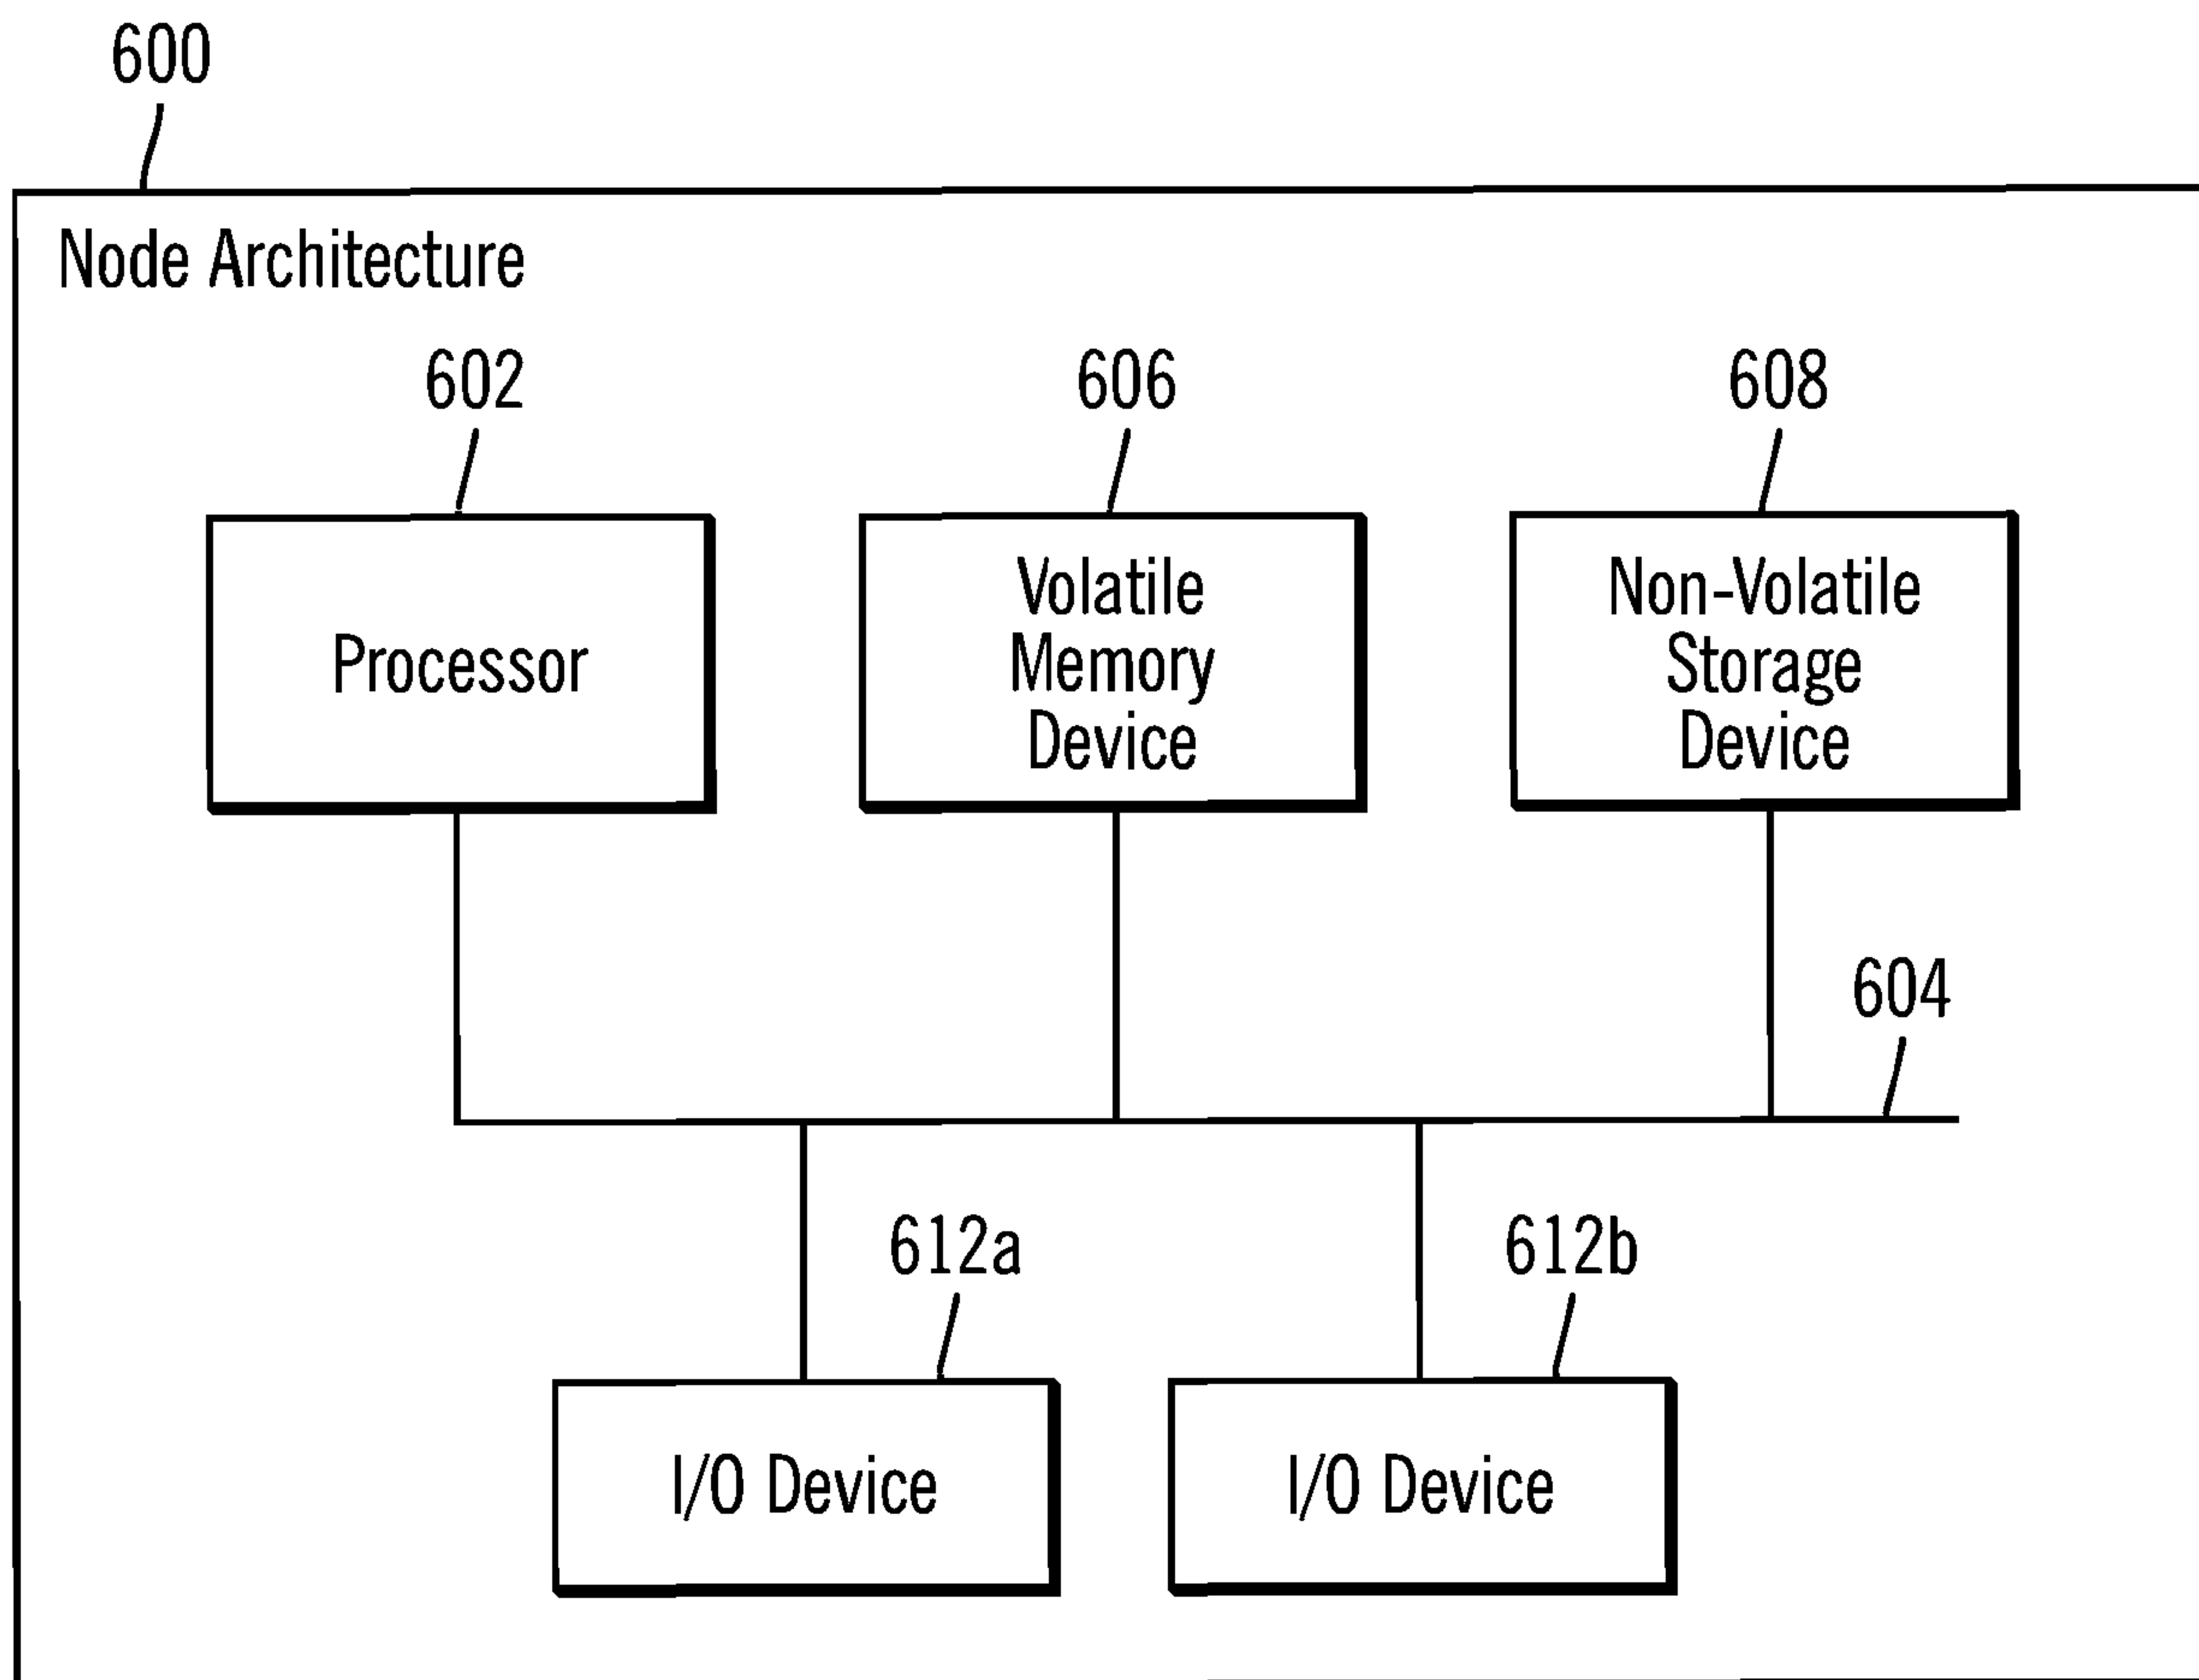 600
Node Architecture
602
606
608
Processor
Volatile
Memory
Device
Non-Volatile
Storage
Device
604
612a
612b
I/O Device
I/O Device